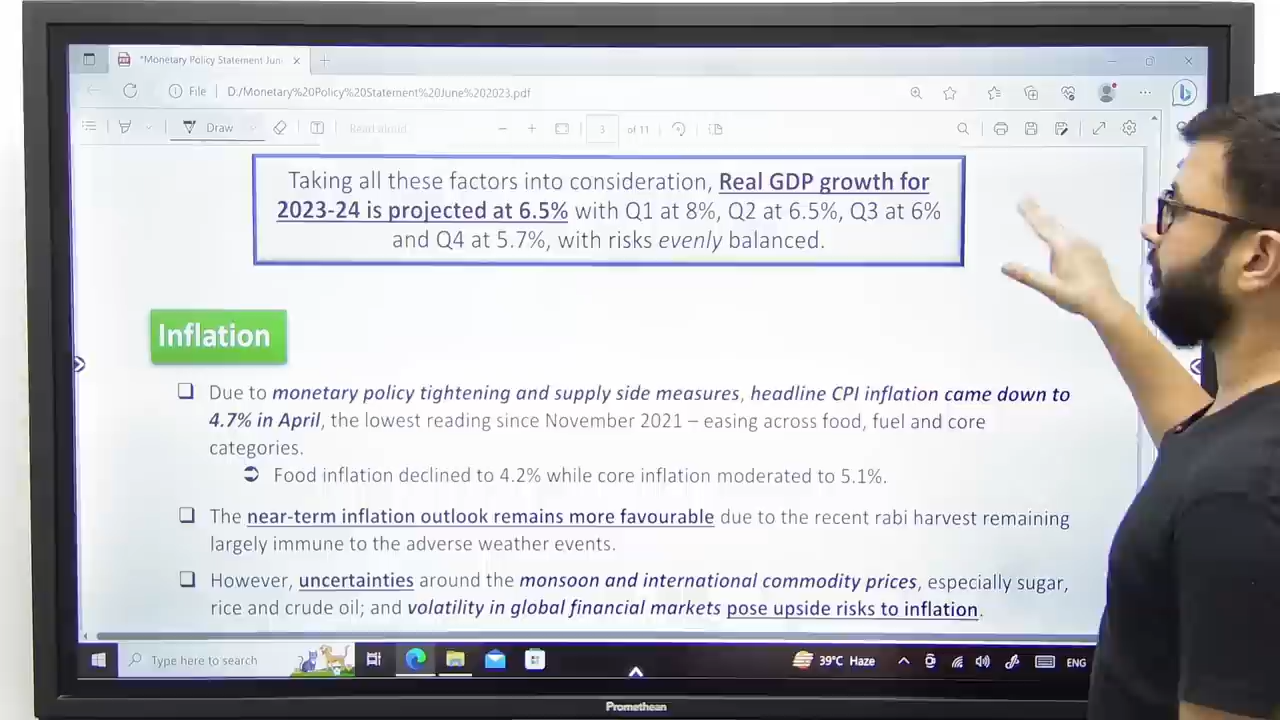 *Monetary Policy Statement Jun
File
D:/Monetary%20Policy%20Statement%20June%202023.pdf
Draw
Read aloud
3
of 11
Taking all these factors into consideration, Real GDP growth for
2023-24 is projected at 6.5% with Q1 at 8%, Q2 at 6.5%, Q3 at 6%
and Q4 at 5.7%, with risks evenly balanced.
Inflation
Due to monetary policy tightening and supply side measures, headline CPI inflation came down to
4.7% in April, the lowest reading since November 2021 – easing across food, fuel and core
categories.
Food inflation declined to 4.2% while core inflation moderated to 5.1%.
The near-term inflation outlook remains more favourable due to the recent rabi harvest remaining
largely immune to the adverse weather events.
However, uncertainties around the monsoon and international commodity prices, especially sugar,
rice and crude oil; and volatility in global financial markets pose upside risks to inflation.
Type here to search
39°C Haze
ENG
Promethean